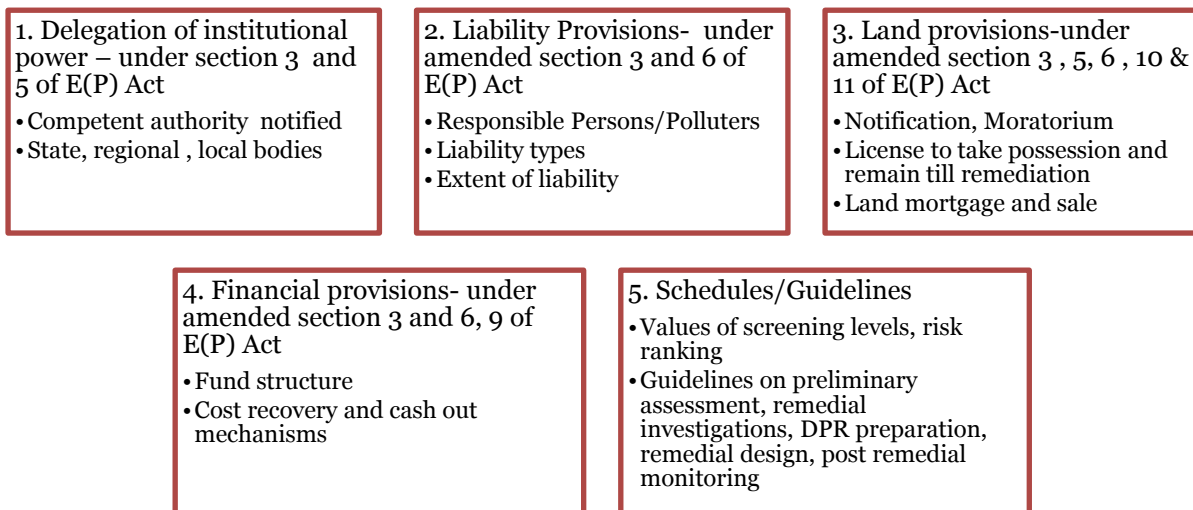 1. Delegation of institutional
power – under section 3 and
5 of E(P) Act
•Competent authority notified
•State, regional , local bodies
2. Liability Provisions- under
amended section 3 and 6 of
E(P) Act
•Responsible Persons/Polluters
•Liability types
•Extent of liability
3. Land provisions-under
amended section 3 , 5, 6 , 10 &
11 of E(P) Act
•Notification, Moratorium
•License to take possession and
remain till remediation
•Land mortgage and sale
4. Financial provisions- under
amended section 3 and 6, 9 of
E(P) Act
•Fund structure
•Cost recovery and cash out
mechanisms
5. Schedules/Guidelines
•Values of screening levels, risk
ranking
•Guidelines on preliminary
assessment, remedial
investigations, DPR preparation,
remedial design, post remedial
monitoring